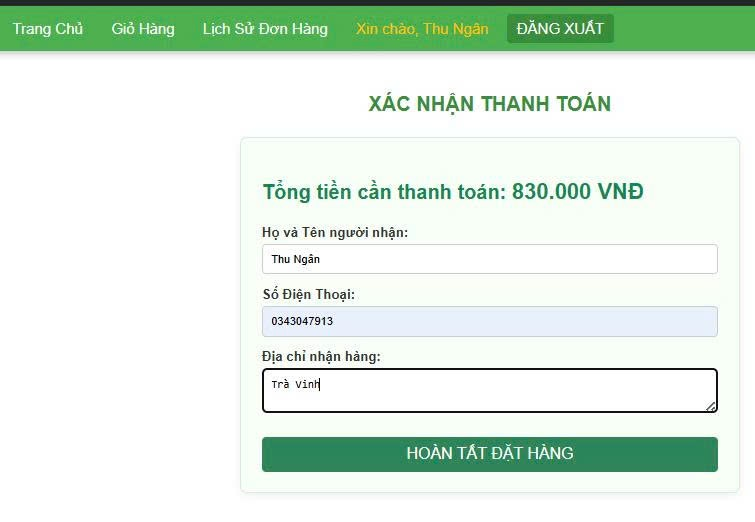 Trang Chủ Giỏ Hàng Lịch Sử Đơn Hàng Xin chào, Thu Ngân ĐĂNG XUẤT
XÁC NHẬN THANH TOÁN
Tổng tiền cần thanh toán: 830.000 VNĐ
Họ và Tên người nhận:
Thu Ngân
Số Điện Thoại:
0343047913
Địa chỉ nhận hàng:
Trà Vinh
HOÀN TẤT ĐẶT HÀNG